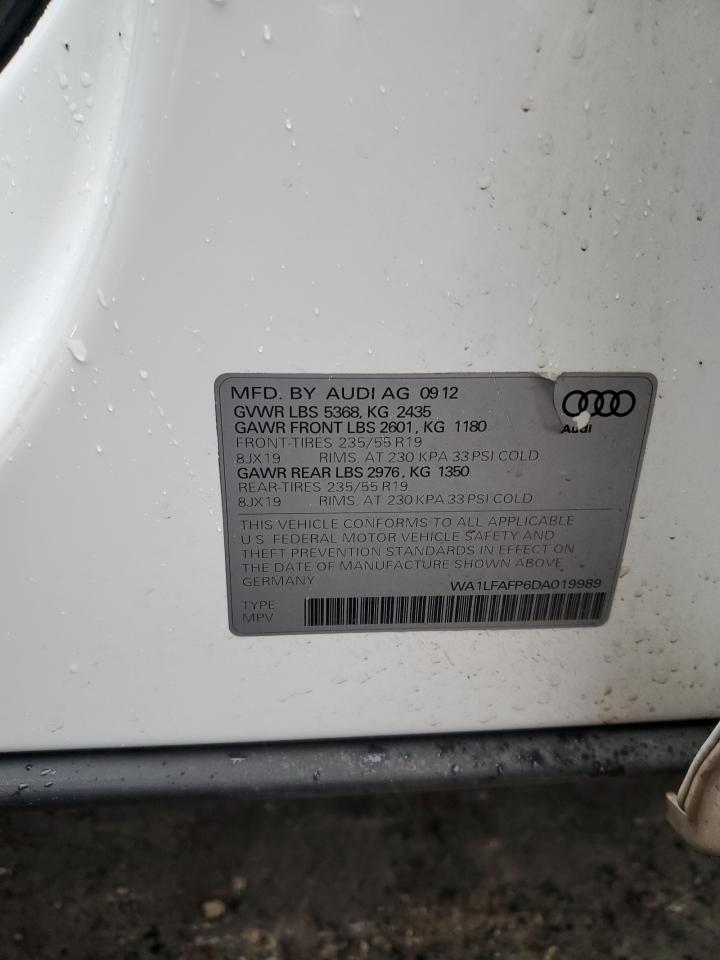 MFD. BY AUDI AG 09 12
GVWR LBS 5368, KG 2435
GAWR FRONT LBS 2601, KG 1180
FRONT-TIRES 235/55 R19
8JX19 RIMS, AT 230 KPA 33 PSI COLD
GAWR REAR LBS 2976, KG 1350
REAR-TIRES 235/55 R19
8JX19 RIMS, AT 230 KPA 33 PSI COLD
Audi
THIS VEHICLE CONFORMS TO ALL APPLICABLE
U.S. FEDERAL MOTOR VEHICLE SAFETY AND
THEFT PREVENTION STANDARDS IN EFFECT ON
THE DATE OF MANUFACTURE SHOWN ABOVE
GERMANY WA1LFAFP6DA019989
TYPE
MPV